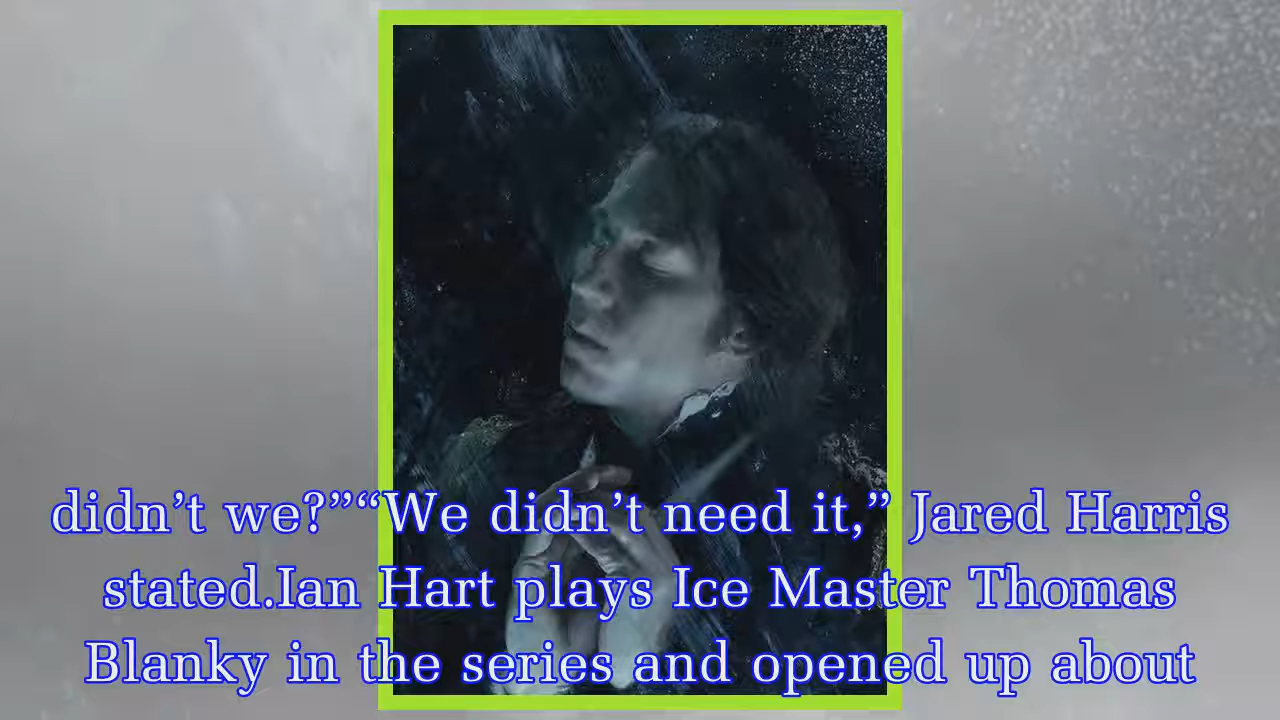 didn’t we?”“We didn’t need it,” Jared Harris
stated.Ian Hart plays Ice Master Thomas
Blanky in the series and opened up about